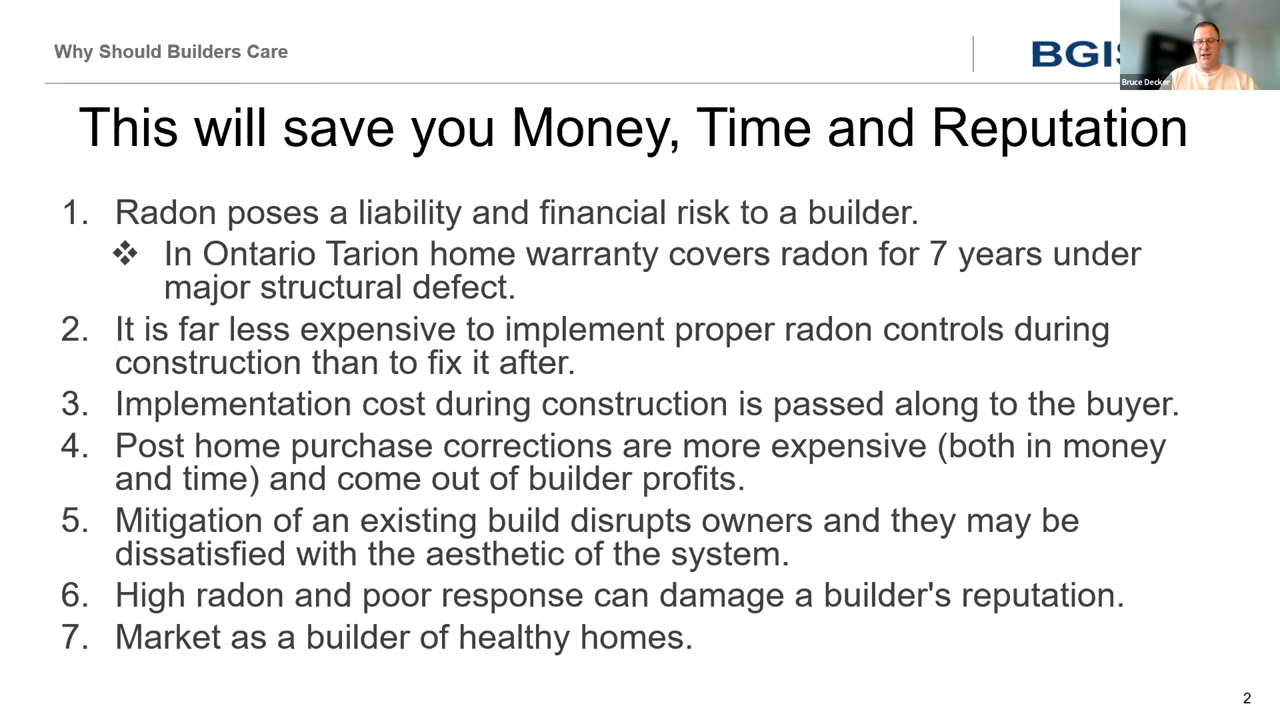 Why Should Builders Care
BGIS
Bruce Decker
This will save you Money, Time and Reputation
1. Radon poses a liability and financial risk to a builder.
❖ In Ontario Tarion home warranty covers radon for 7 years under
major structural defect.
2. It is far less expensive to implement proper radon controls during
construction than to fix it after.
3. Implementation cost during construction is passed along to the buyer.
4. Post home purchase corrections are more expensive (both in money
and time) and come out of builder profits.
5. Mitigation of an existing build disrupts owners and they may be
dissatisfied with the aesthetic of the system.
6. High radon and poor response can damage a builder's reputation.
7. Market as a builder of healthy homes.
2